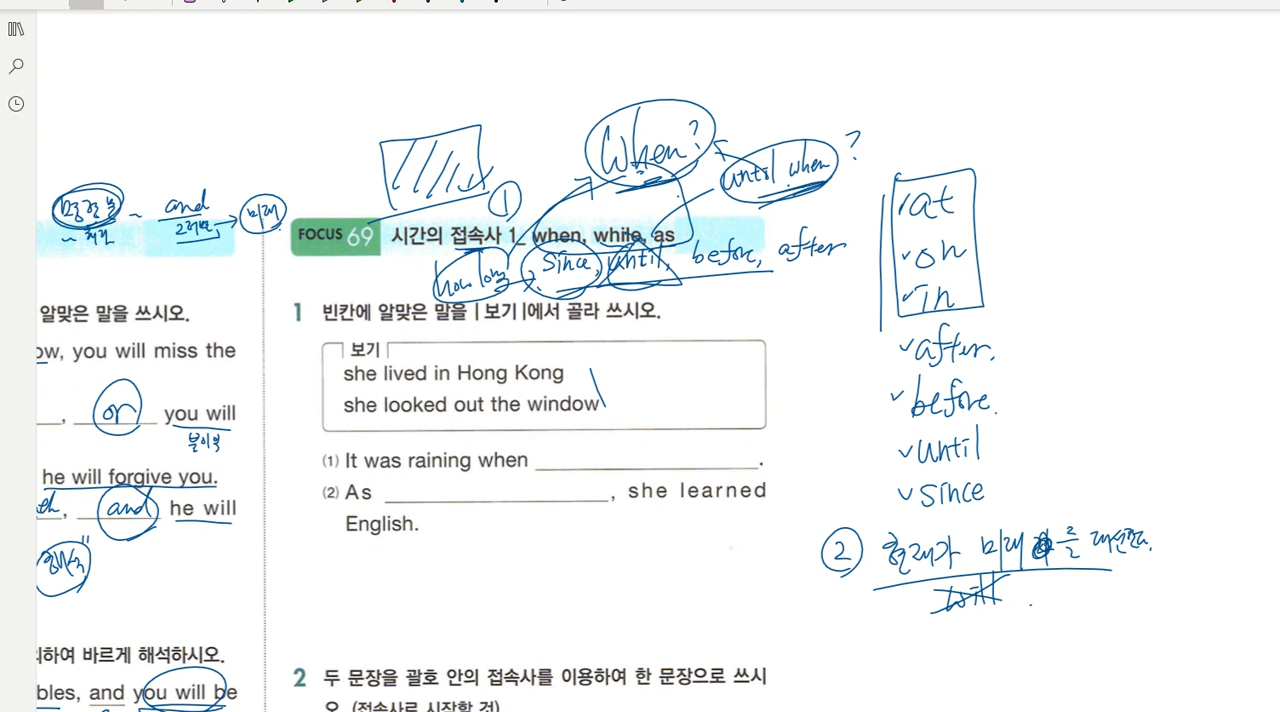 When?
until when ?
①
명령문 ~ and 미래
그러면
FOCUS 69 시간의 접속사 1_ when, while, as
how long, since, until, before, after
at
on
in
after.
before.
until
since
② 현재가 미래를 대신한다.
will
알맞은 말을 쓰시오.
ow, you will miss the
__, or you will
he will forgive you.
and he will
의하여 바르게 해석하시오.
bles, and you will be
1 빈칸에 알맞은 말을 |보기|에서 골라 쓰시오.
보기
she lived in Hong Kong
she looked out the window
(1) It was raining when ____________.
(2) As ____________, she learned
English.
2 두 문장을 괄호 안의 접속사를 이용하여 한 문장으로 쓰시
오. (접속사로 시작할 것)